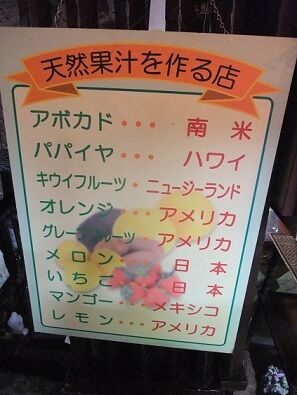 天然果汁を作る店
アボカド・・・南米
パパイヤ・・・ハワイ
キウイフルーツ・ニュージーランド
オレンジ・・・アメリカ
グレープフルーツ アメリカ
メロン・・・日本
いちご・・・日本
マンゴー・・・メキシコ
レモン・・・アメリカ